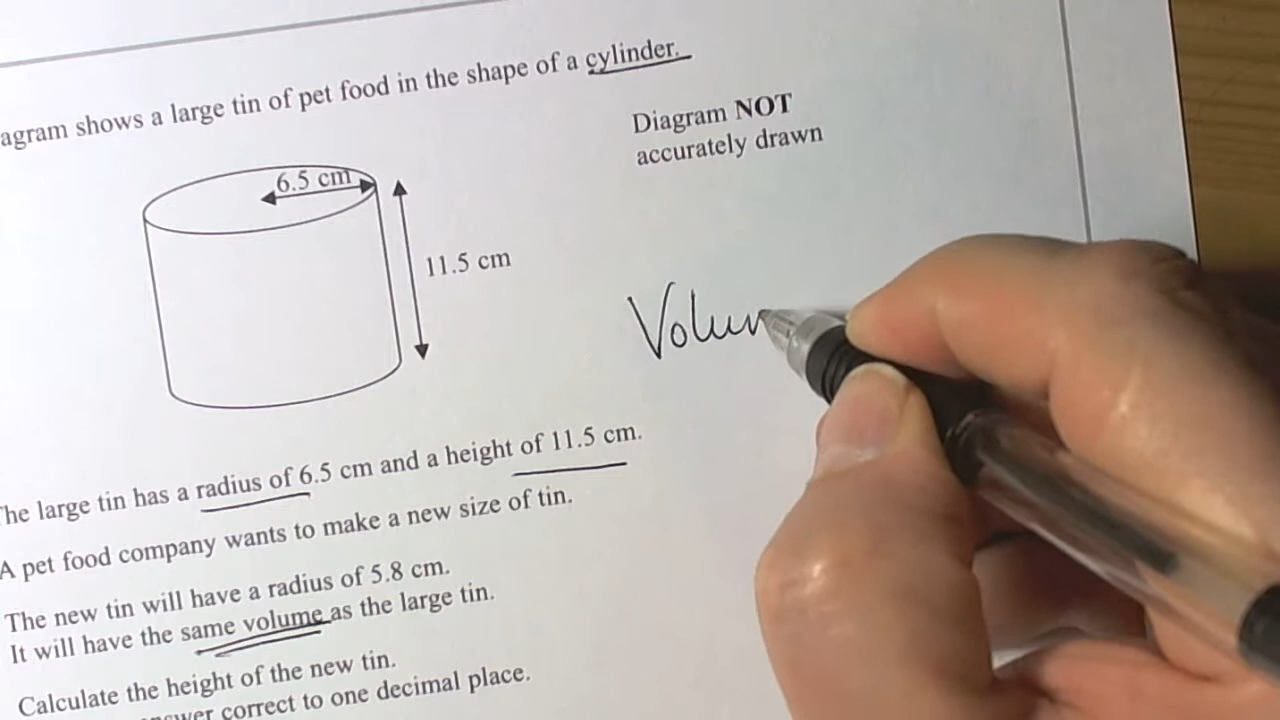 agram shows a large tin of pet food in the shape of a cylinder.
Diagram NOT
accurately drawn
6.5 cm
11.5 cm
Volum
The large tin has a radius of 6.5 cm and a height of 11.5 cm.
A pet food company wants to make a new size of tin.
The new tin will have a radius of 5.8 cm.
It will have the same volume as the large tin.
Calculate the height of the new tin.
correct to one decimal place.